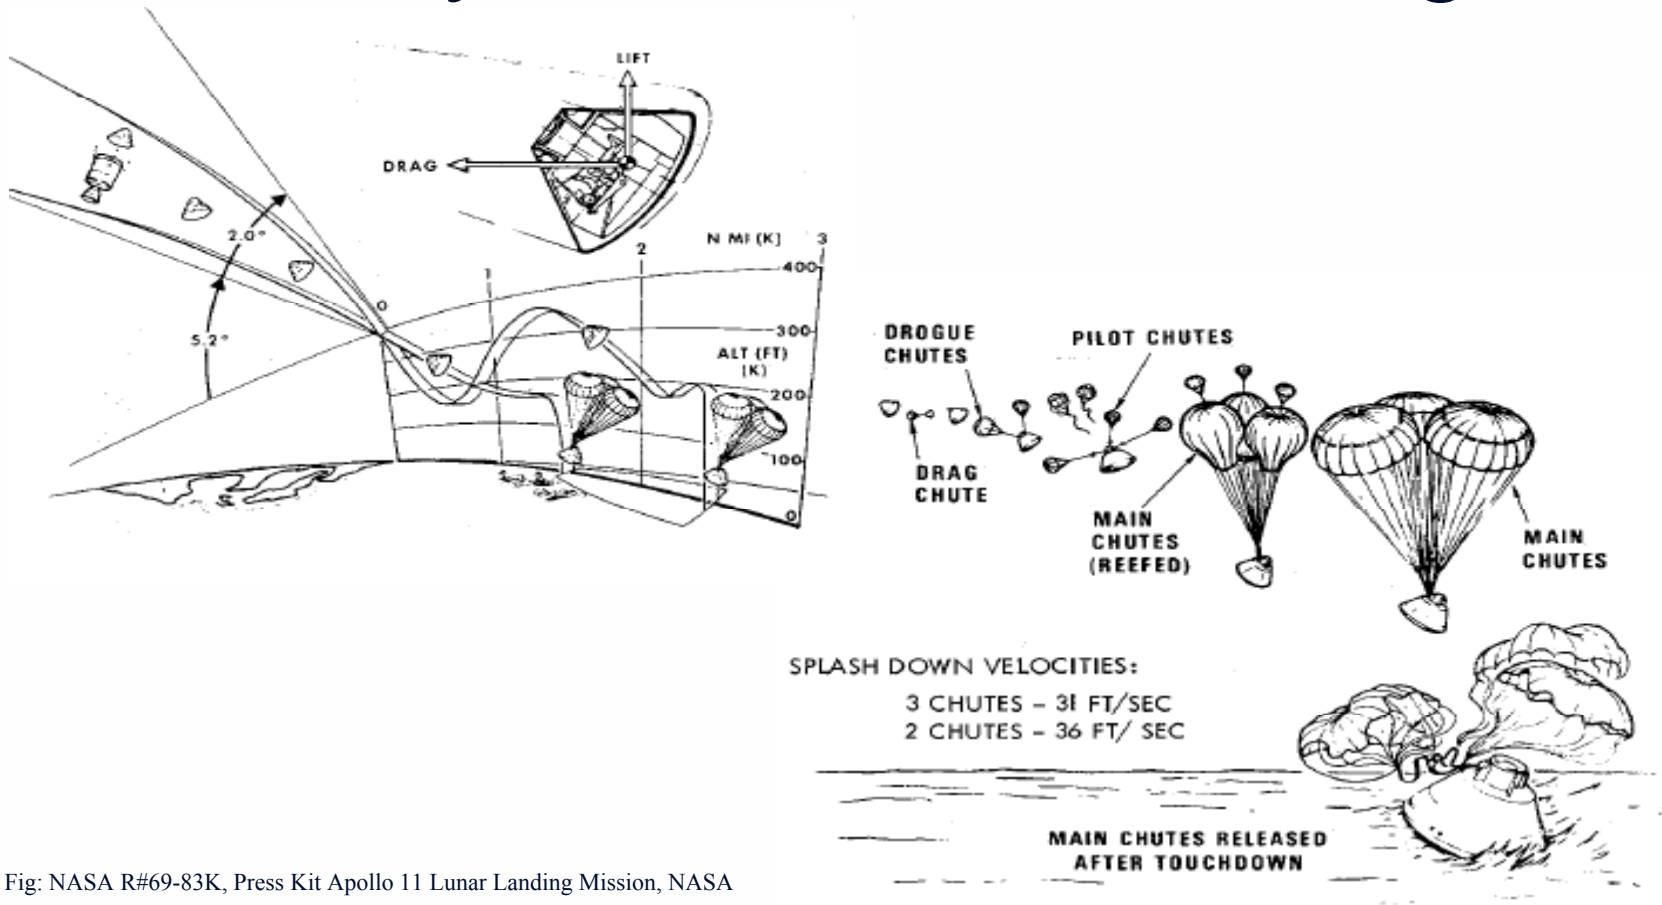 LIFT
DRAG
2.0°
5.2°
0
1
2
N MI (K)
3
400
300
ALT (FT)
(K)
200
100
0
DROGUE
CHUTES
PILOT CHUTES
DRAG
CHUTE
MAIN
CHUTES
(REEFED)
MAIN
CHUTES
SPLASH DOWN VELOCITIES:
3 CHUTES – 31 FT/SEC
2 CHUTES – 36 FT/ SEC
MAIN CHUTES RELEASED
AFTER TOUCHDOWN
Fig: NASA R#69-83K, Press Kit Apollo 11 Lunar Landing Mission, NASA